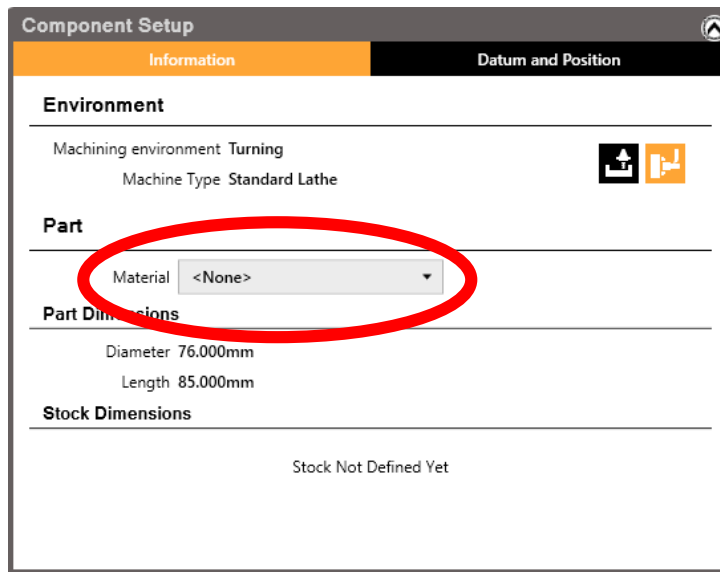 Component Setup
Information
Datum and Position
Environment
Machining environment Turning
Machine Type Standard Lathe
Part
Material <None>
Part Dimensions
Diameter 76.000mm
Length 85.000mm
Stock Dimensions
Stock Not Defined Yet